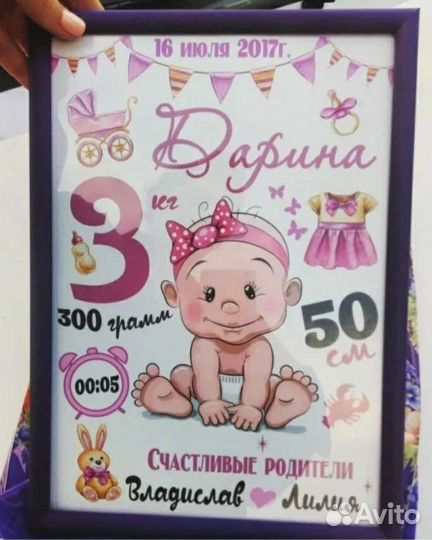 16 июля 2017г.
Дарина
3 кг
300 грамм
50 см
00:05
Счастливые родители
Владислав Лилия
Avito